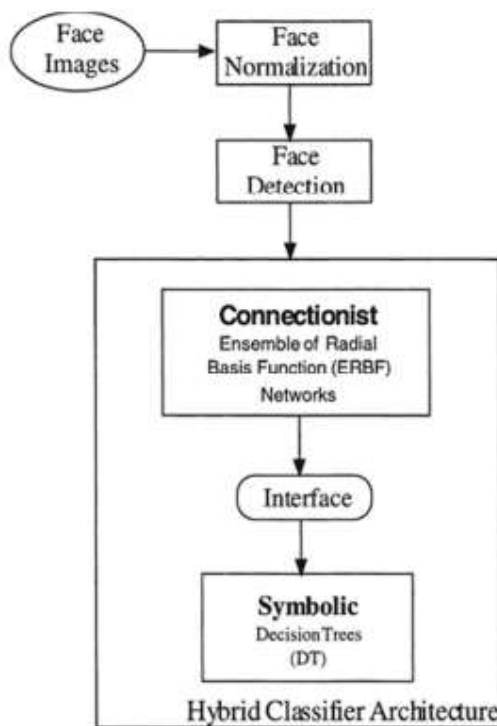 Face
Images
Face
Normalization
Face
Detection
Connectionist
Ensemble of Radial
Basis Function (ERBF)
Networks
Interface
Symbolic
Decision Trees
(DT)
Hybrid Classifier Architecture